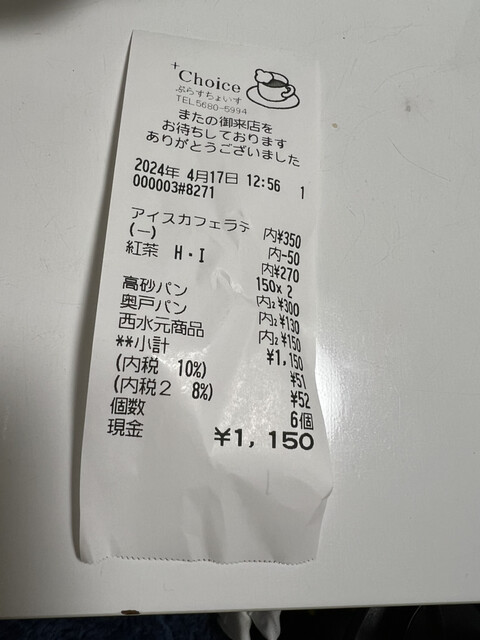 +Choice
ぷらすちょいす
TEL5680-5994
またの御来店を
お待ちしております
ありがとうございました
2024年 4月17日 12:56 1
000003#8271
アイスカフェラテ 内¥350
(ー) 内-50
紅茶 H・I 内¥270
150x 2
高砂パン 内2 ¥300
奥戸パン 内2 ¥130
西水元商品 内2 ¥150
**小計 ¥1,150
(内税 10%) ¥51
(内税2 8%) ¥52
個数 6個
現金 ¥1,150